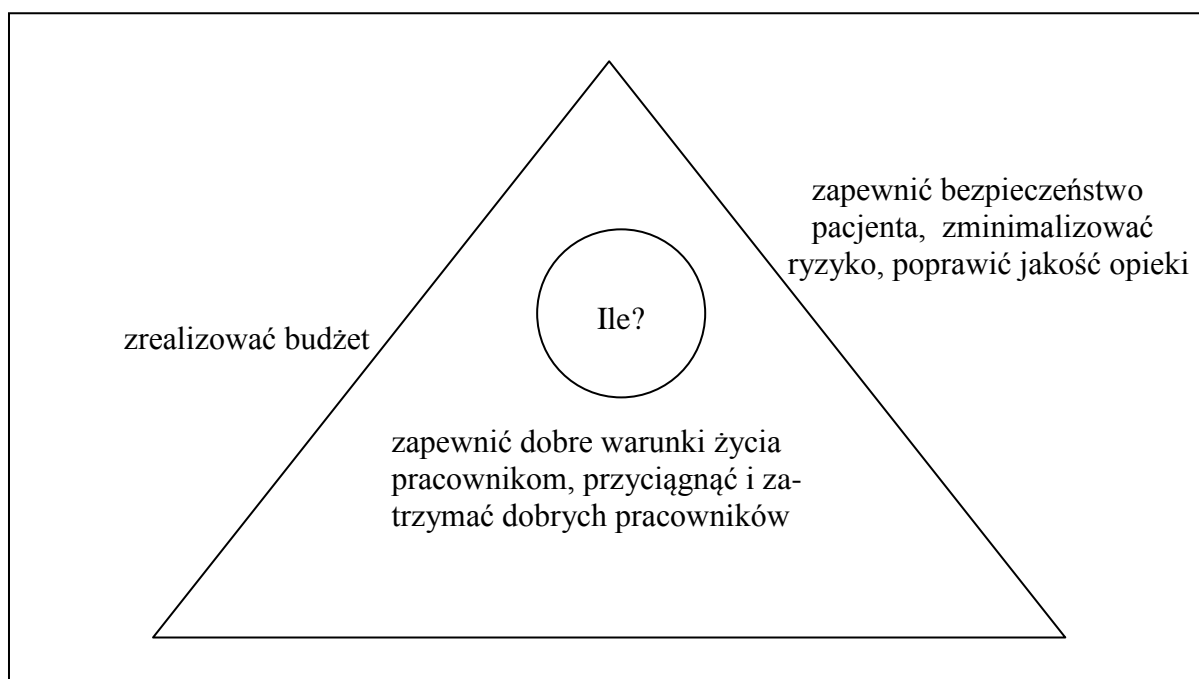 zapewnić bezpieczeństwo
pacjenta, zminimalizować
ryzyko, poprawić jakość opieki
Ile?
zrealizować budżet
zapewnić dobre warunki życia
pracownikom, przyciągnąć i za-
trzymać dobrych pracowników